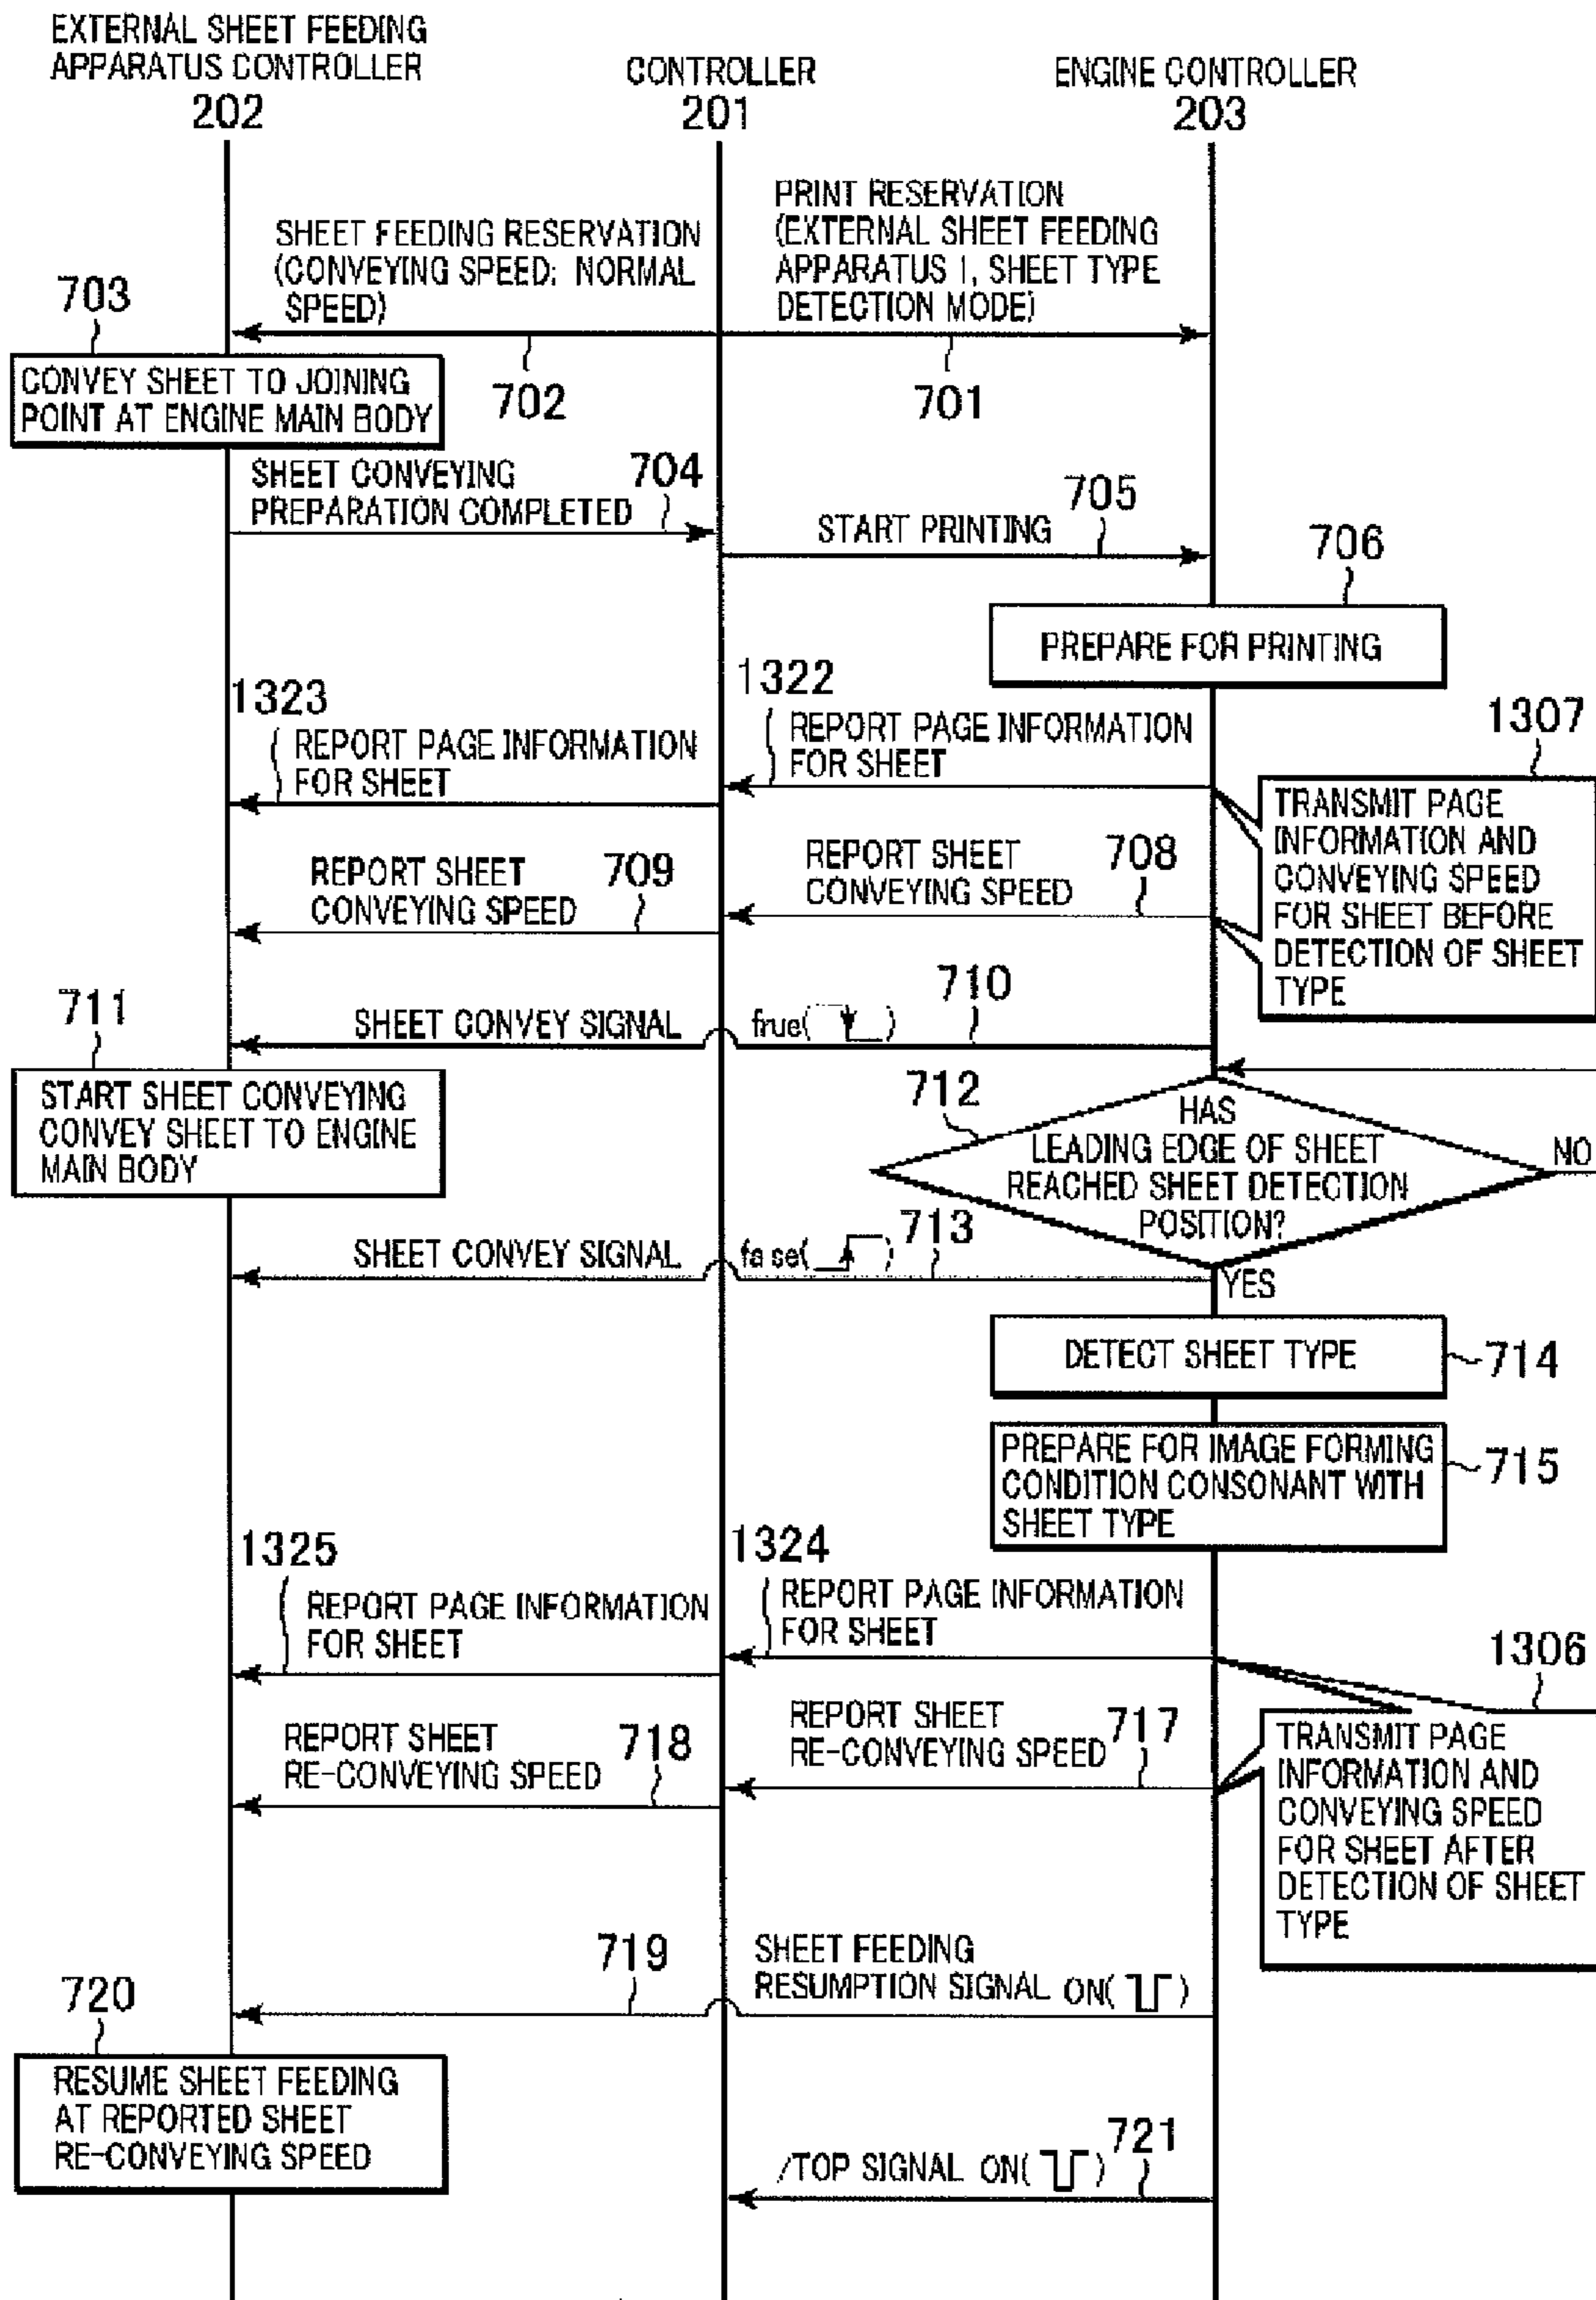 EXTERNAL SHEET FEEDING
APPARATUS CONTROLLER
202
CONTROLLER
201
ENGINE CONTROLLER
203
PRINT RESERVATION
(EXTERNAL SHEET FEEDING
APPARATUS 1, SHEET TYPE
DETECTION MODE)
701
SHEET FEEDING RESERVATION
(CONVEYING SPEED: NORMAL
SPEED)
702
703
CONVEY SHEET TO JOINING
POINT AT ENGINE MAIN BODY
SHEET CONVEYING
PREPARATION COMPLETED
704
START PRINTING
705
706
PREPARE FOR PRINTING
1322
REPORT PAGE INFORMATION
FOR SHEET
1323
REPORT PAGE INFORMATION
FOR SHEET
1307
TRANSMIT PAGE
INFORMATION AND
CONVEYING SPEED
FOR SHEET BEFORE
DETECTION OF SHEET
TYPE
REPORT SHEET
CONVEYING SPEED
708
REPORT SHEET
CONVEYING SPEED
709
SHEET CONVEY SIGNAL
frue( )
710
711
START SHEET CONVEYING
CONVEY SHEET TO ENGINE
MAIN BODY
712
HAS
LEADING EDGE OF SHEET
REACHED SHEET DETECTION
POSITION?
NO
YES
SHEET CONVEY SIGNAL
fa se( )
713
DETECT SHEET TYPE
714
PREPARE FOR IMAGE FORMING
CONDITION CONSONANT WITH
SHEET TYPE
715
1324
REPORT PAGE INFORMATION
FOR SHEET
1325
REPORT PAGE INFORMATION
FOR SHEET
1306
TRANSMIT PAGE
INFORMATION AND
CONVEYING SPEED
FOR SHEET AFTER
DETECTION OF SHEET
TYPE
REPORT SHEET
RE-CONVEYING SPEED
717
REPORT SHEET
RE-CONVEYING SPEED
718
SHEET FEEDING
RESUMPTION SIGNAL ON( )
719
720
RESUME SHEET FEEDING
AT REPORTED SHEET
RE-CONVEYING SPEED
/TOP SIGNAL ON( )
721